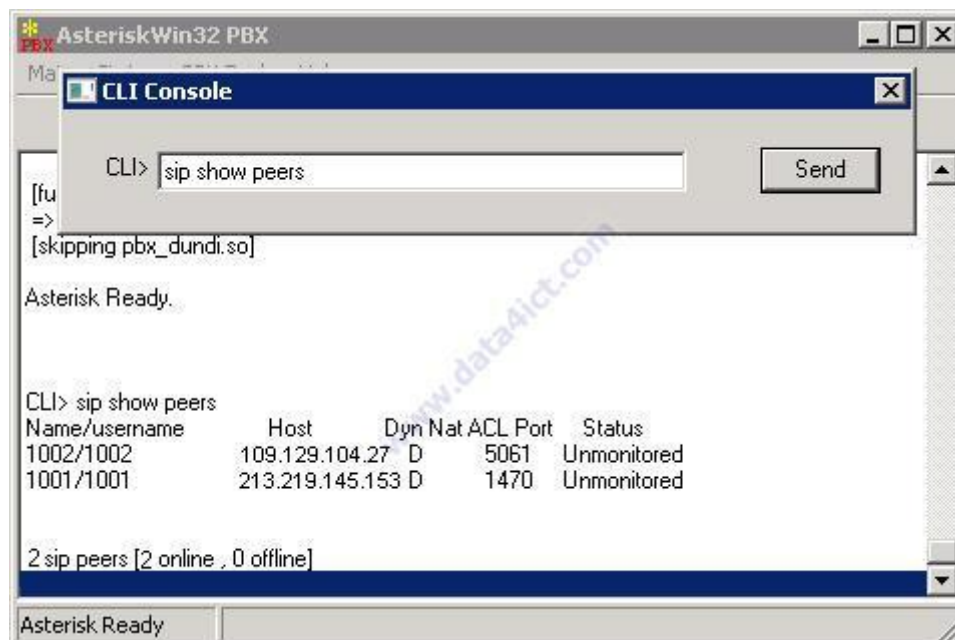 PBX AsteriskWin32 PBX
CLI Console
CLI> sip show peers Send
[fu
=>
[skipping pbx_dundi.so]
Asterisk Ready.
CLI> sip show peers
Name/username Host Dyn Nat ACL Port Status
1002/1002 109.129.104.27 D 5061 Unmonitored
1001/1001 213.219.145.153 D 1470 Unmonitored
2 sip peers [2 online , 0 offline]
Asterisk Ready
www.data4ict.com